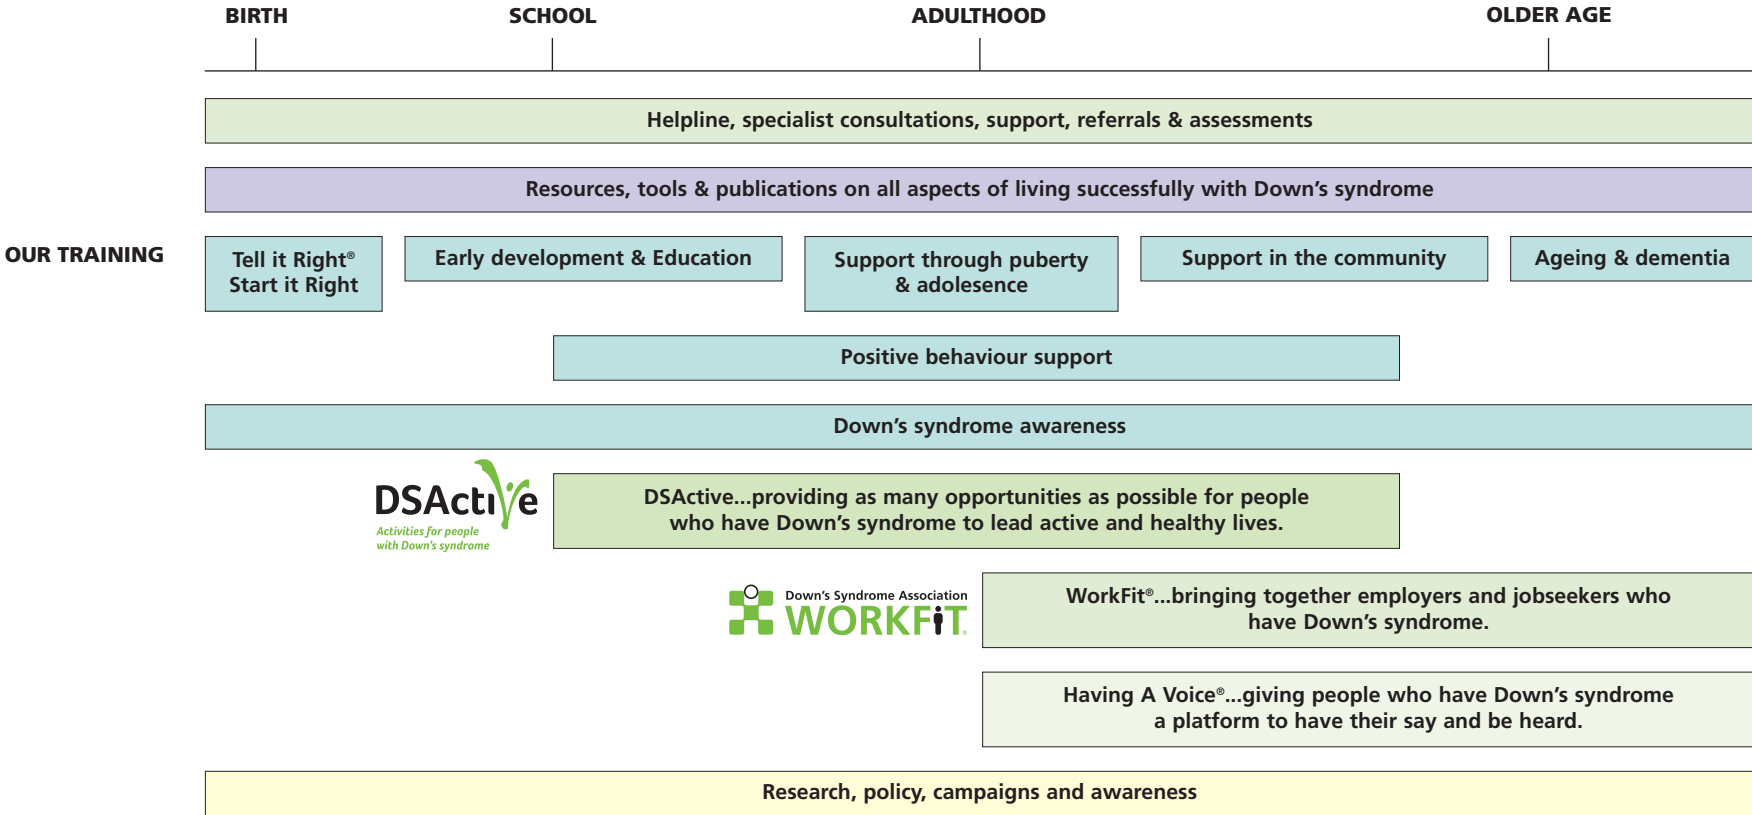 BIRTH
SCHOOL
ADULTHOOD
OLDER AGE
Helpline, specialist consultations, support, referrals & assessments
Resources, tools & publications on all aspects of living successfully with Down’s syndrome
OUR TRAINING
Tell it Right®
Start it Right
Early development & Education
Support through puberty
& adolesence
Support in the community
Ageing & dementia
Positive behaviour support
Down’s syndrome awareness
DSActive
Activities for people
with Down’s syndrome
DSActive...providing as many opportunities as possible for people
who have Down’s syndrome to lead active and healthy lives.
Down’s Syndrome Association
WORKFiT®
WorkFit®...bringing together employers and jobseekers who
have Down’s syndrome.
Having A Voice®...giving people who have Down’s syndrome
a platform to have their say and be heard.
Research, policy, campaigns and awareness